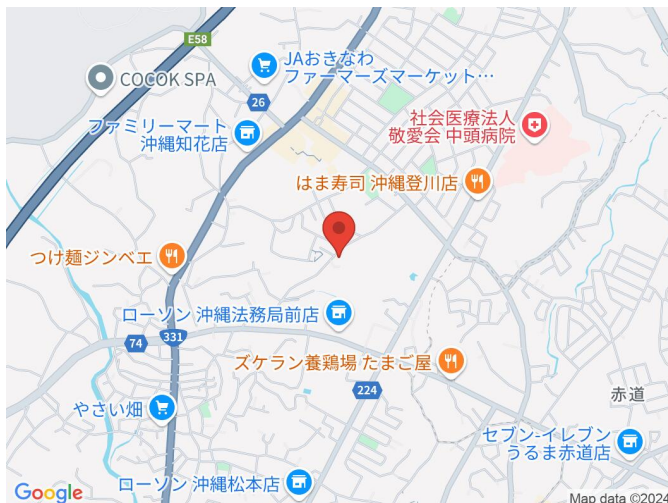 E58
JAおきなわ
ファーマーズマーケット…
COCOK SPA
26
社会医療法人
敬愛会 中頭病院
ファミリーマート
沖縄知花店
はま寿司 沖縄登川店
つけ麺ジンベエ
ローソン 沖縄法務局前店
331
74
ズケラン養鶏場 たまご屋
224
赤道
やさい畑
セブン-イレブン
うるま赤道店
ローソン 沖縄松本店
Google
Map data ©2024